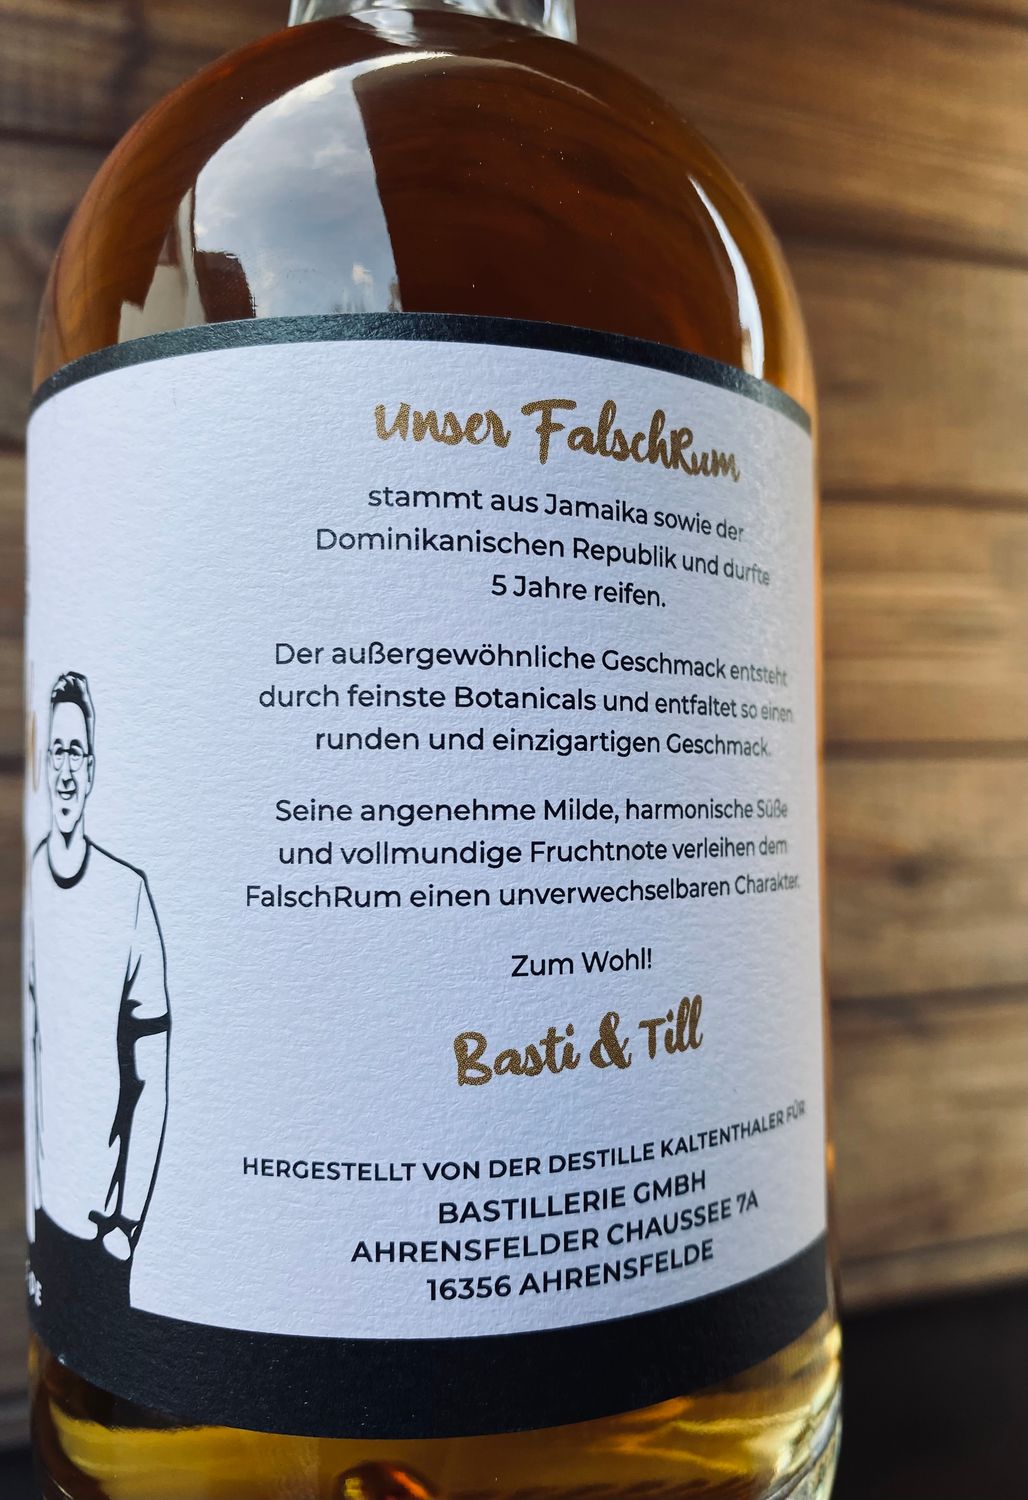 unser FalschRum
stammt aus Jamaika sowie der
Dominikanischen Republik und durfte
5 Jahre reifen.
Der außergewöhnliche Geschmack entsteht
durch feinste Botanicals und entfaltet so einen
runden und einzigartigen Geschmack.
Seine angenehme Milde, harmonische Süße
und vollmundige Fruchtnote verleihen dem
FalschRum einen unverwechselbaren Charakter.
Zum Wohl!
Basti & Till
HERGESTELLT VON DER DESTILLE KALTENTHALER FÜR
BASTILLERIE GMBH
AHRENSFELDER CHAUSSEE 7A
16356 AHRENSFELDE